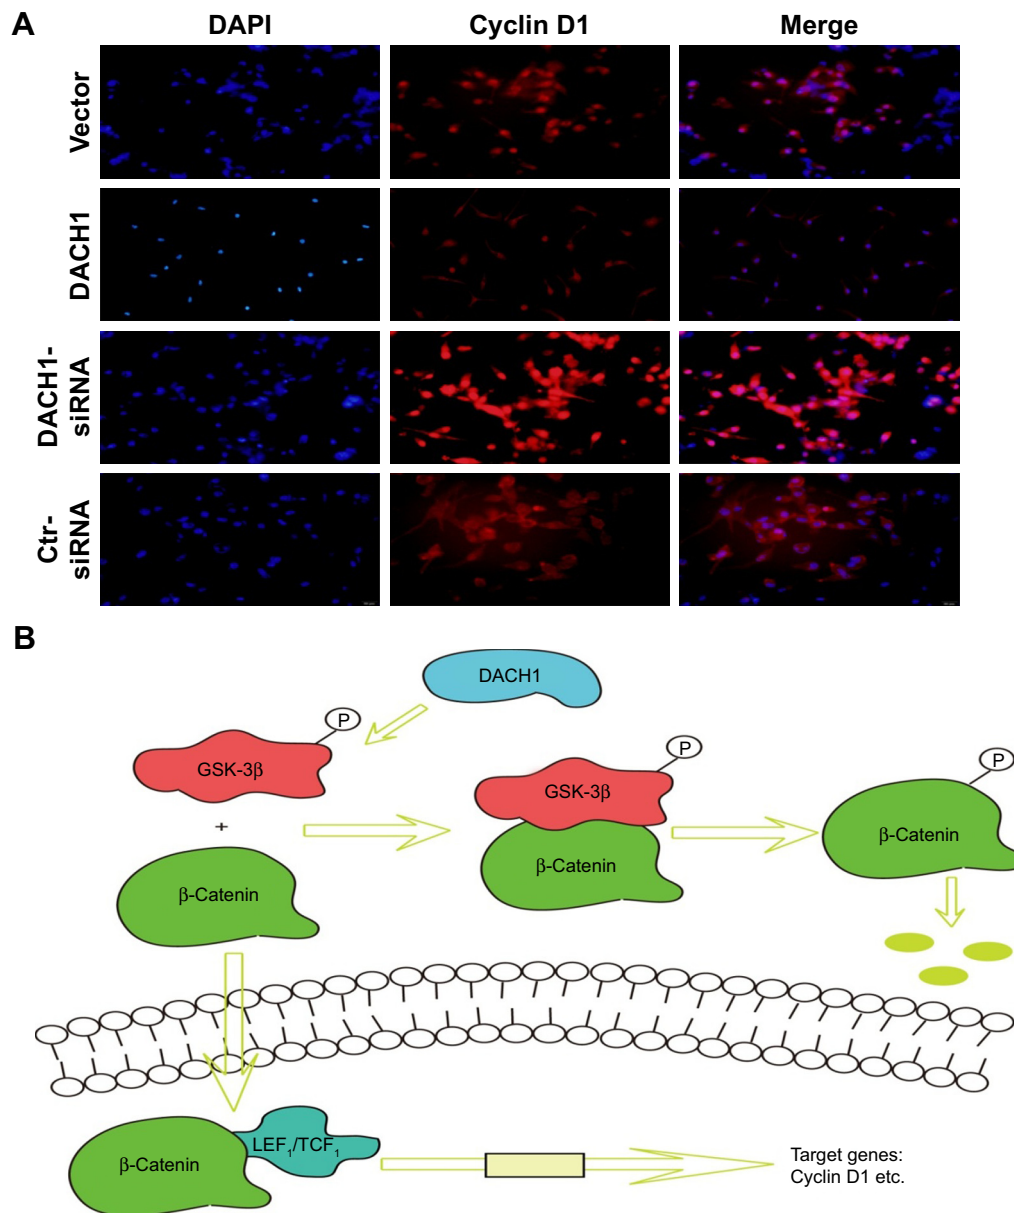 A
DAPI
Cyclin D1
Merge
Vector
DACH1
DACH1-
siRNA
Ctr-
siRNA
B
DACH1
P
GSK-3β
+
β-Catenin
P
GSK-3β
β-Catenin
P
β-Catenin
β-Catenin
LEF1/TCF1
Target genes:
Cyclin D1 etc.